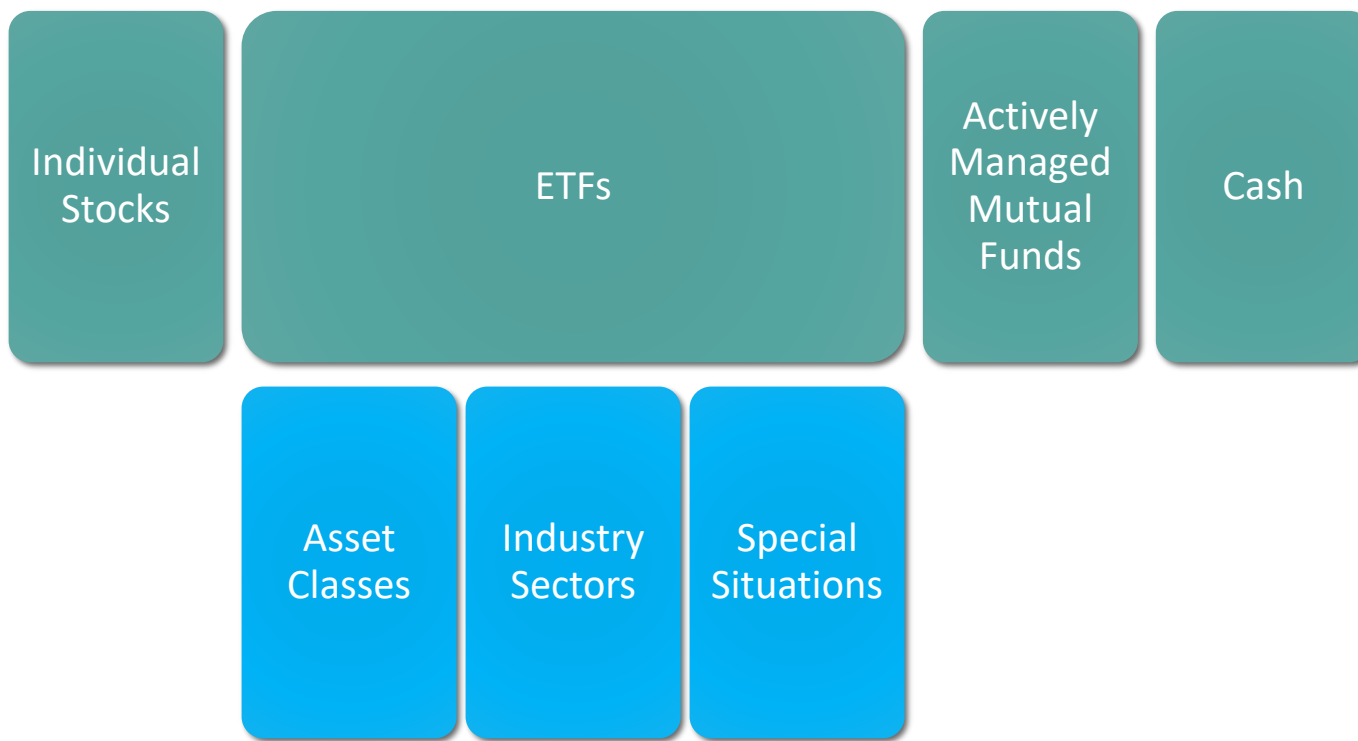 Individual
Stocks
ETFs
Actively
Managed
Mutual
Funds
Cash
Asset
Classes
Industry
Sectors
Special
Situations